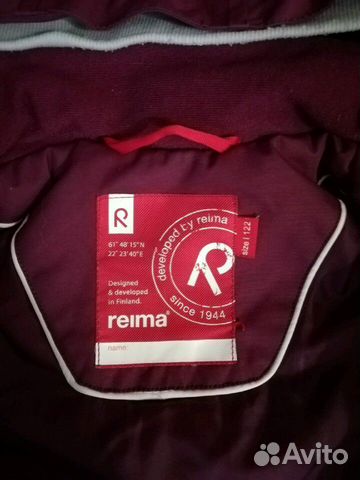 R
61° 48'15"N
22° 23'40"E
Designed
& developed
in Finland.
reima®
name:
developed by reima
R
since 1944
size | 122
Avito